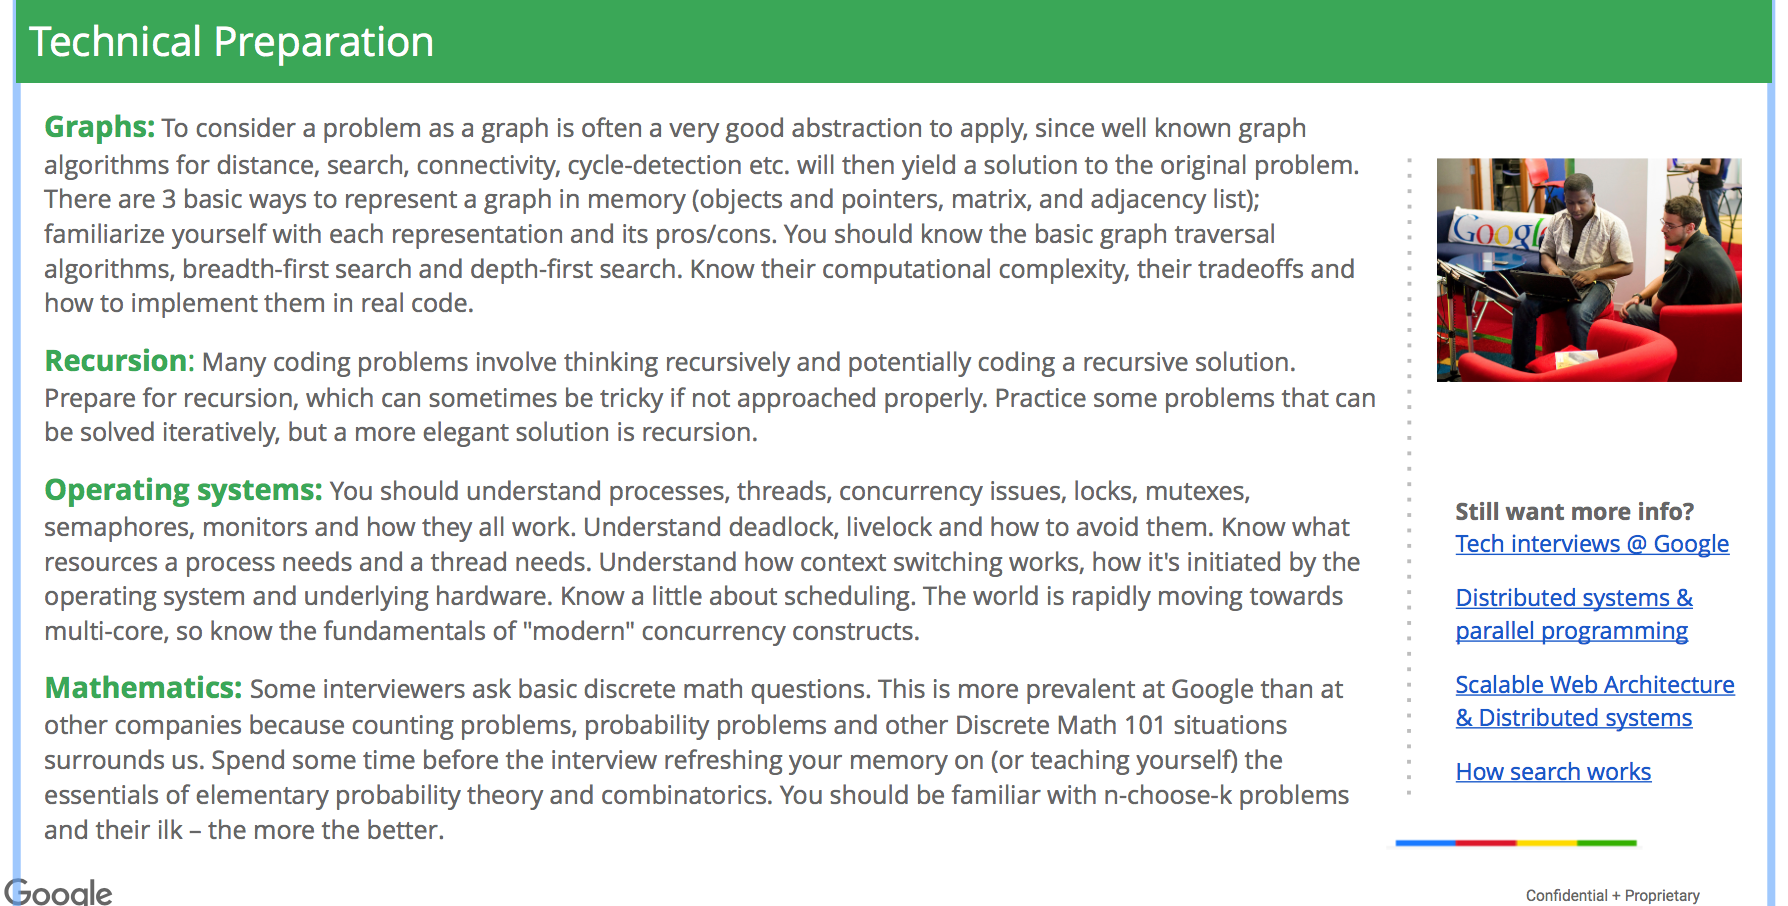 Technical Preparation
Graphs: To consider a problem as a graph is often a very good abstraction to apply, since well known graph
algorithms for distance, search, connectivity, cycle-detection etc. will then yield a solution to the original problem.
There are 3 basic ways to represent a graph in memory (objects and pointers, matrix, and adjacency list);
familiarize yourself with each representation and its pros/cons. You should know the basic graph traversal
algorithms, breadth-first search and depth-first search. Know their computational complexity, their tradeoffs and
how to implement them in real code.
Recursion: Many coding problems involve thinking recursively and potentially coding a recursive solution.
Prepare for recursion, which can sometimes be tricky if not approached properly. Practice some problems that can
be solved iteratively, but a more elegant solution is recursion.
Operating systems: You should understand processes, threads, concurrency issues, locks, mutexes,
semaphores, monitors and how they all work. Understand deadlock, livelock and how to avoid them. Know what
resources a process needs and a thread needs. Understand how context switching works, how it's initiated by the
operating system and underlying hardware. Know a little about scheduling. The world is rapidly moving towards
multi-core, so know the fundamentals of "modern" concurrency constructs.
Mathematics: Some interviewers ask basic discrete math questions. This is more prevalent at Google than at
other companies because counting problems, probability problems and other Discrete Math 101 situations
surrounds us. Spend some time before the interview refreshing your memory on (or teaching yourself) the
essentials of elementary probability theory and combinatorics. You should be familiar with n-choose-k problems
and their ilk – the more the better.
Google
Still want more info?
Tech interviews @ Google
Distributed systems &
parallel programming
Scalable Web Architecture
& Distributed systems
How search works
Google
Confidential + Proprietary